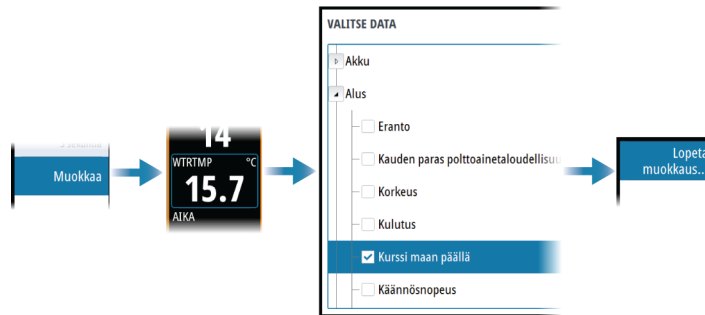 Muokkaa
14
WTRTMP °C
15.7
AIKA
VALITSE DATA
Akku
Alus
Eranto
Kauden paras polttoainetaloudellisuu
Korkeus
Kulutus
Kurssi maan päällä
Käännösnopeus
Lopeta
muokkaus...